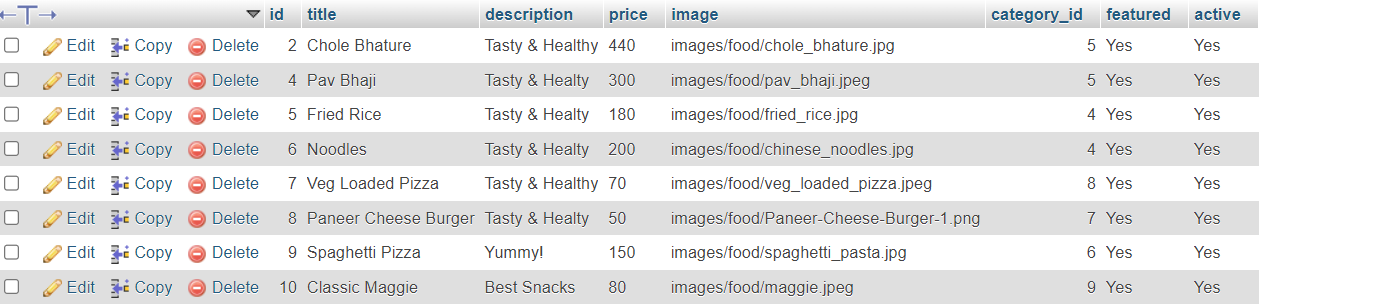 id title description price image category_id featured active
Edit Copy Delete 2 Chole Bhature Tasty & Healthy 440 images/food/chole_bhature.jpg 5 Yes Yes
Edit Copy Delete 4 Pav Bhaji Tasty & Healty 300 images/food/pav_bhaji.jpeg 5 Yes Yes
Edit Copy Delete 5 Fried Rice Tasty & Healty 180 images/food/fried_rice.jpg 4 Yes Yes
Edit Copy Delete 6 Noodles Tasty & Healty 200 images/food/chinese_noodles.jpg 4 Yes Yes
Edit Copy Delete 7 Veg Loaded Pizza Tasty & Healthy 70 images/food/veg_loaded_pizza.jpeg 8 Yes Yes
Edit Copy Delete 8 Paneer Cheese Burger Tasty & Healty 50 images/food/Paneer-Cheese-Burger-1.png 7 Yes Yes
Edit Copy Delete 9 Spaghetti Pizza Yummy! 150 images/food/spaghetti_pasta.jpg 6 Yes Yes
Edit Copy Delete 10 Classic Maggie Best Snacks 80 images/food/maggie.jpeg 9 Yes Yes